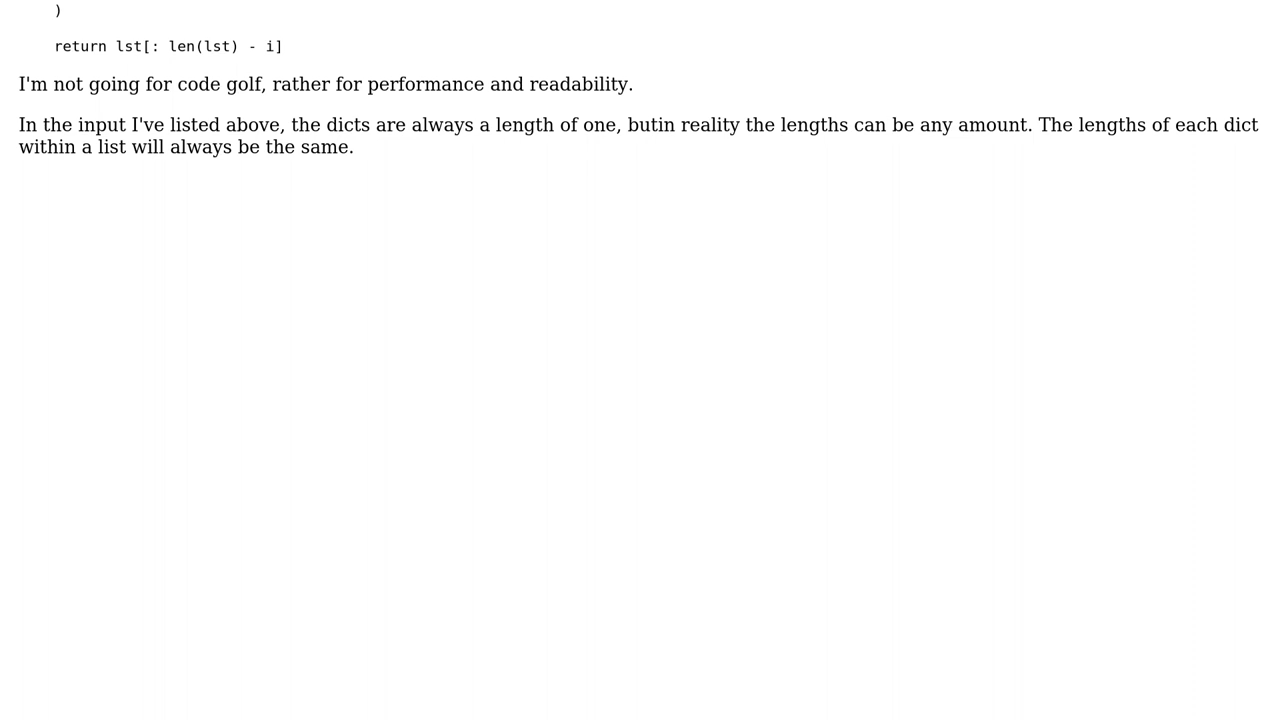 )
return lst[: len(lst) - i]
I'm not going for code golf, rather for performance and readability.
In the input I've listed above, the dicts are always a length of one, butin reality the lengths can be any amount. The lengths of each dict
within a list will always be the same.